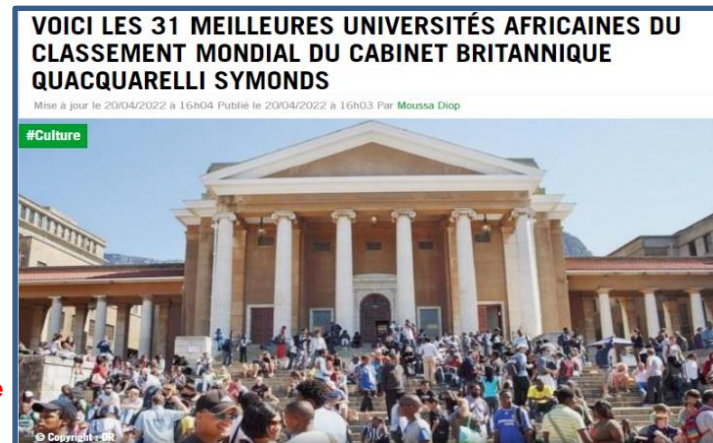 VOICI LES 31 MEILLEURES UNIVERSITÉS AFRICAINES DU
CLASSEMENT MONDIAL DU CABINET BRITANNIQUE
QUACQUARELLI SYMONDS
Mise à jour le 20/04/2022 à 16h04 Publié le 20/04/2022 à 16h03 Par Moussa Diop
#Culture
e
© Copyright : DR